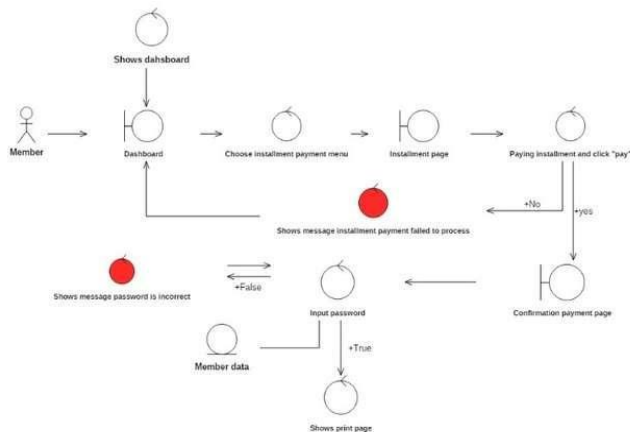 Shows dahsboard
Member
Dashboard
Choose installment payment menu
Installment page
Paying installment and click "pay"
+No
+yes
Shows message installment payment failed to process
Shows message password is incorrect
+False
Input password
Confirmation payment page
+True
Member data
Shows print page